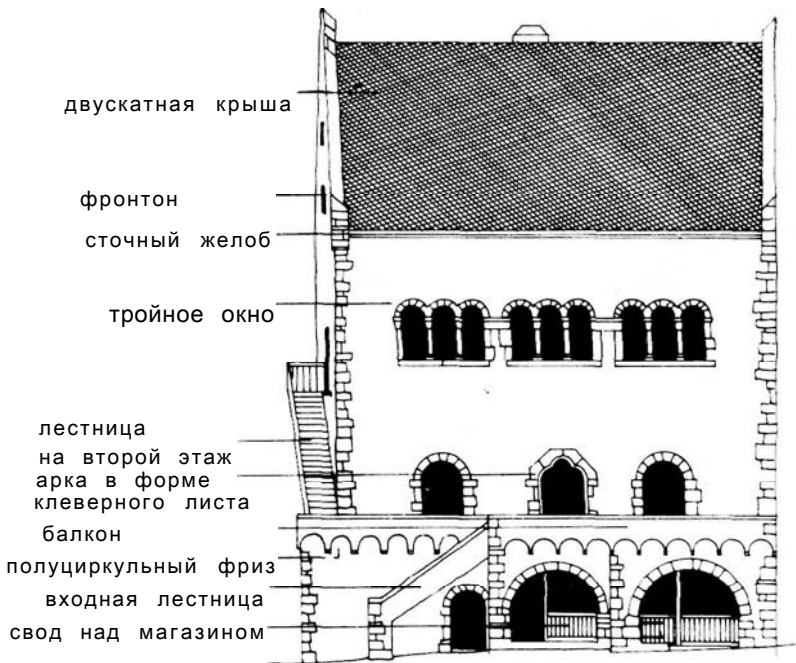 двускатная крыша
фронтон
сточный желоб
тройное окно
лестница
на второй этаж
арка в форме
клеверного листа
балкон
полуциркульный фриз
входная лестница
свод над магазином